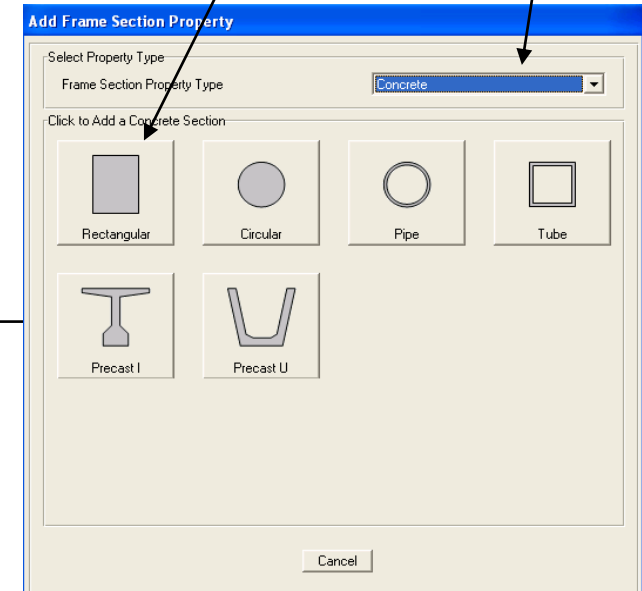 Add Frame Section Property
Select Property Type
Frame Section Property Type
Concrete
Click to Add a Concrete Section
Rectangular
Circular
Pipe
Tube
Precast I
Precast U
Cancel